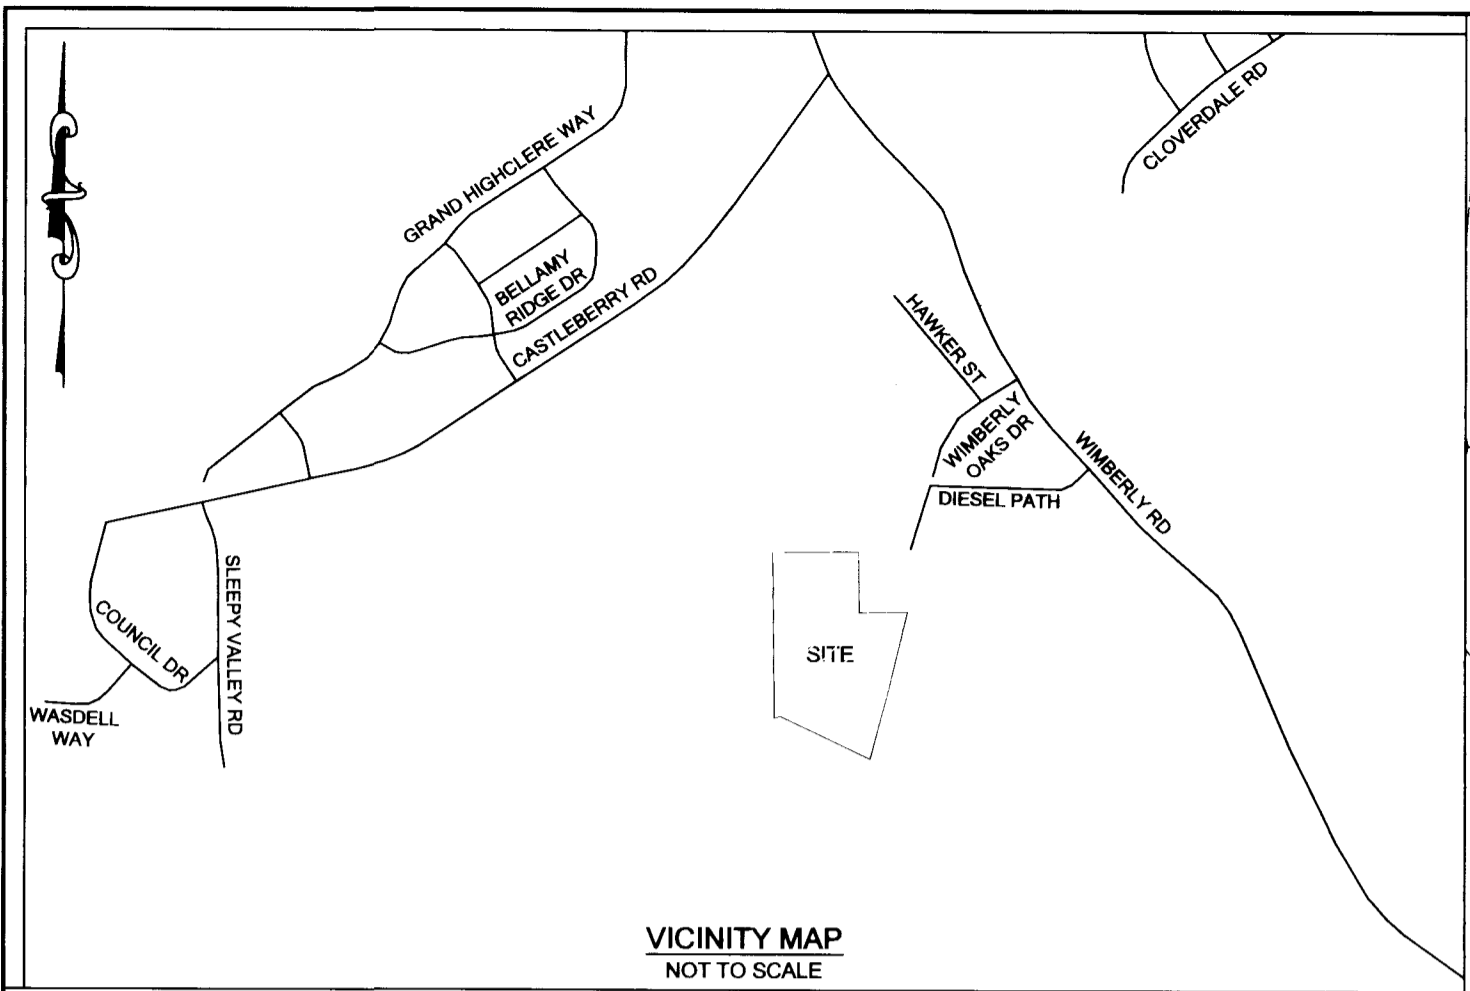 CLOVERDALE RD
GRAND HIGHCLERE WAY
BELLAMY
RIDGE DR
CASTLEBERRY RD
HAWKER ST
WIMBERLY
OAKS DR
WIMBERLY RD
DIESEL PATH
SLEEPY VALLEY RD
COUNCIL DR
SITE
WASDELL
WAY
VICINITY MAP
NOT TO SCALE